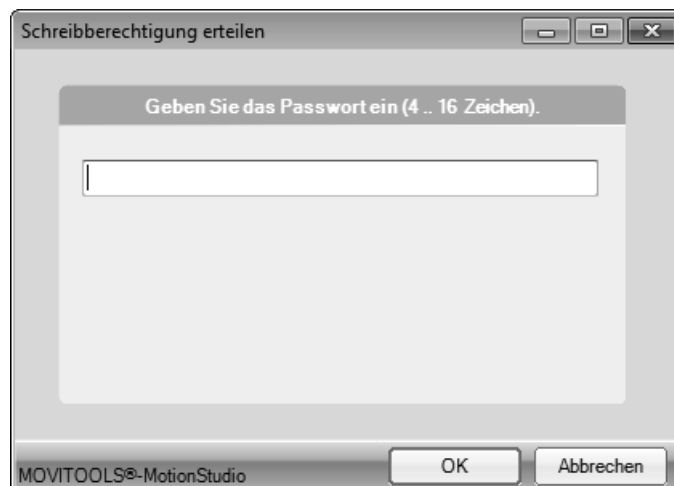 Schreibberechtigung erteilen
Geben Sie das Passwort ein (4 .. 16 Zeichen).
MOVITOOLS®-MotionStudio
OK
Abbrechen